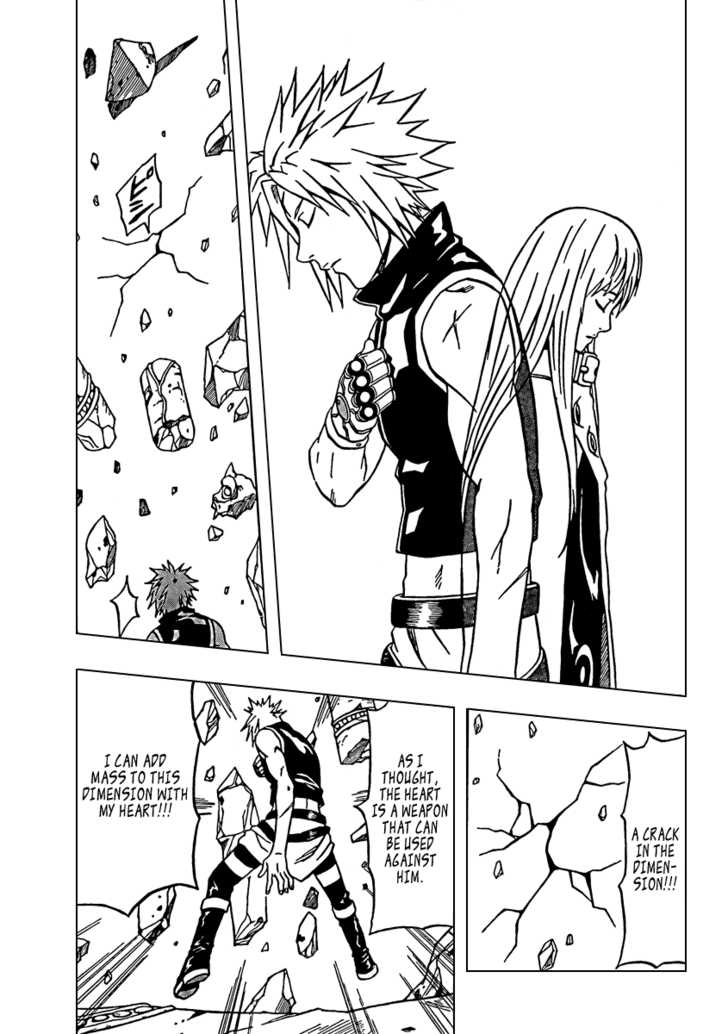 A CRACK
IN THE
DIMEN-
SION!!!
AS I
THOUGHT,
THE HEART
IS A WEAPON
THAT CAN
BE USED
AGAINST
HIM.
I CAN ADD
MASS TO THIS
DIMENSION WITH
MY HEART!!!